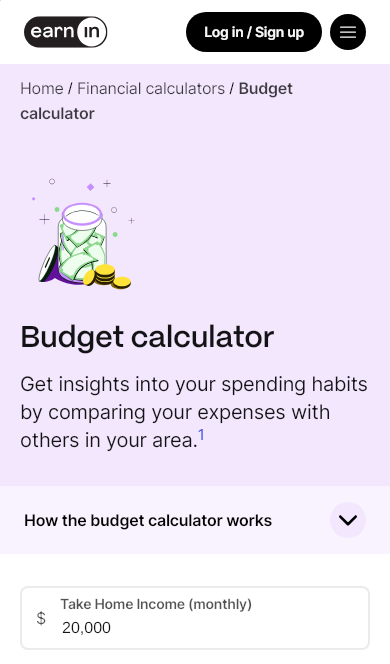 earnin
Log in / Sign up
Home / Financial calculators / Budget
calculator
Budget calculator
Get insights into your spending habits
by comparing your expenses with
others in your area.1
How the budget calculator works
Take Home Income (monthly)
$ 20,000